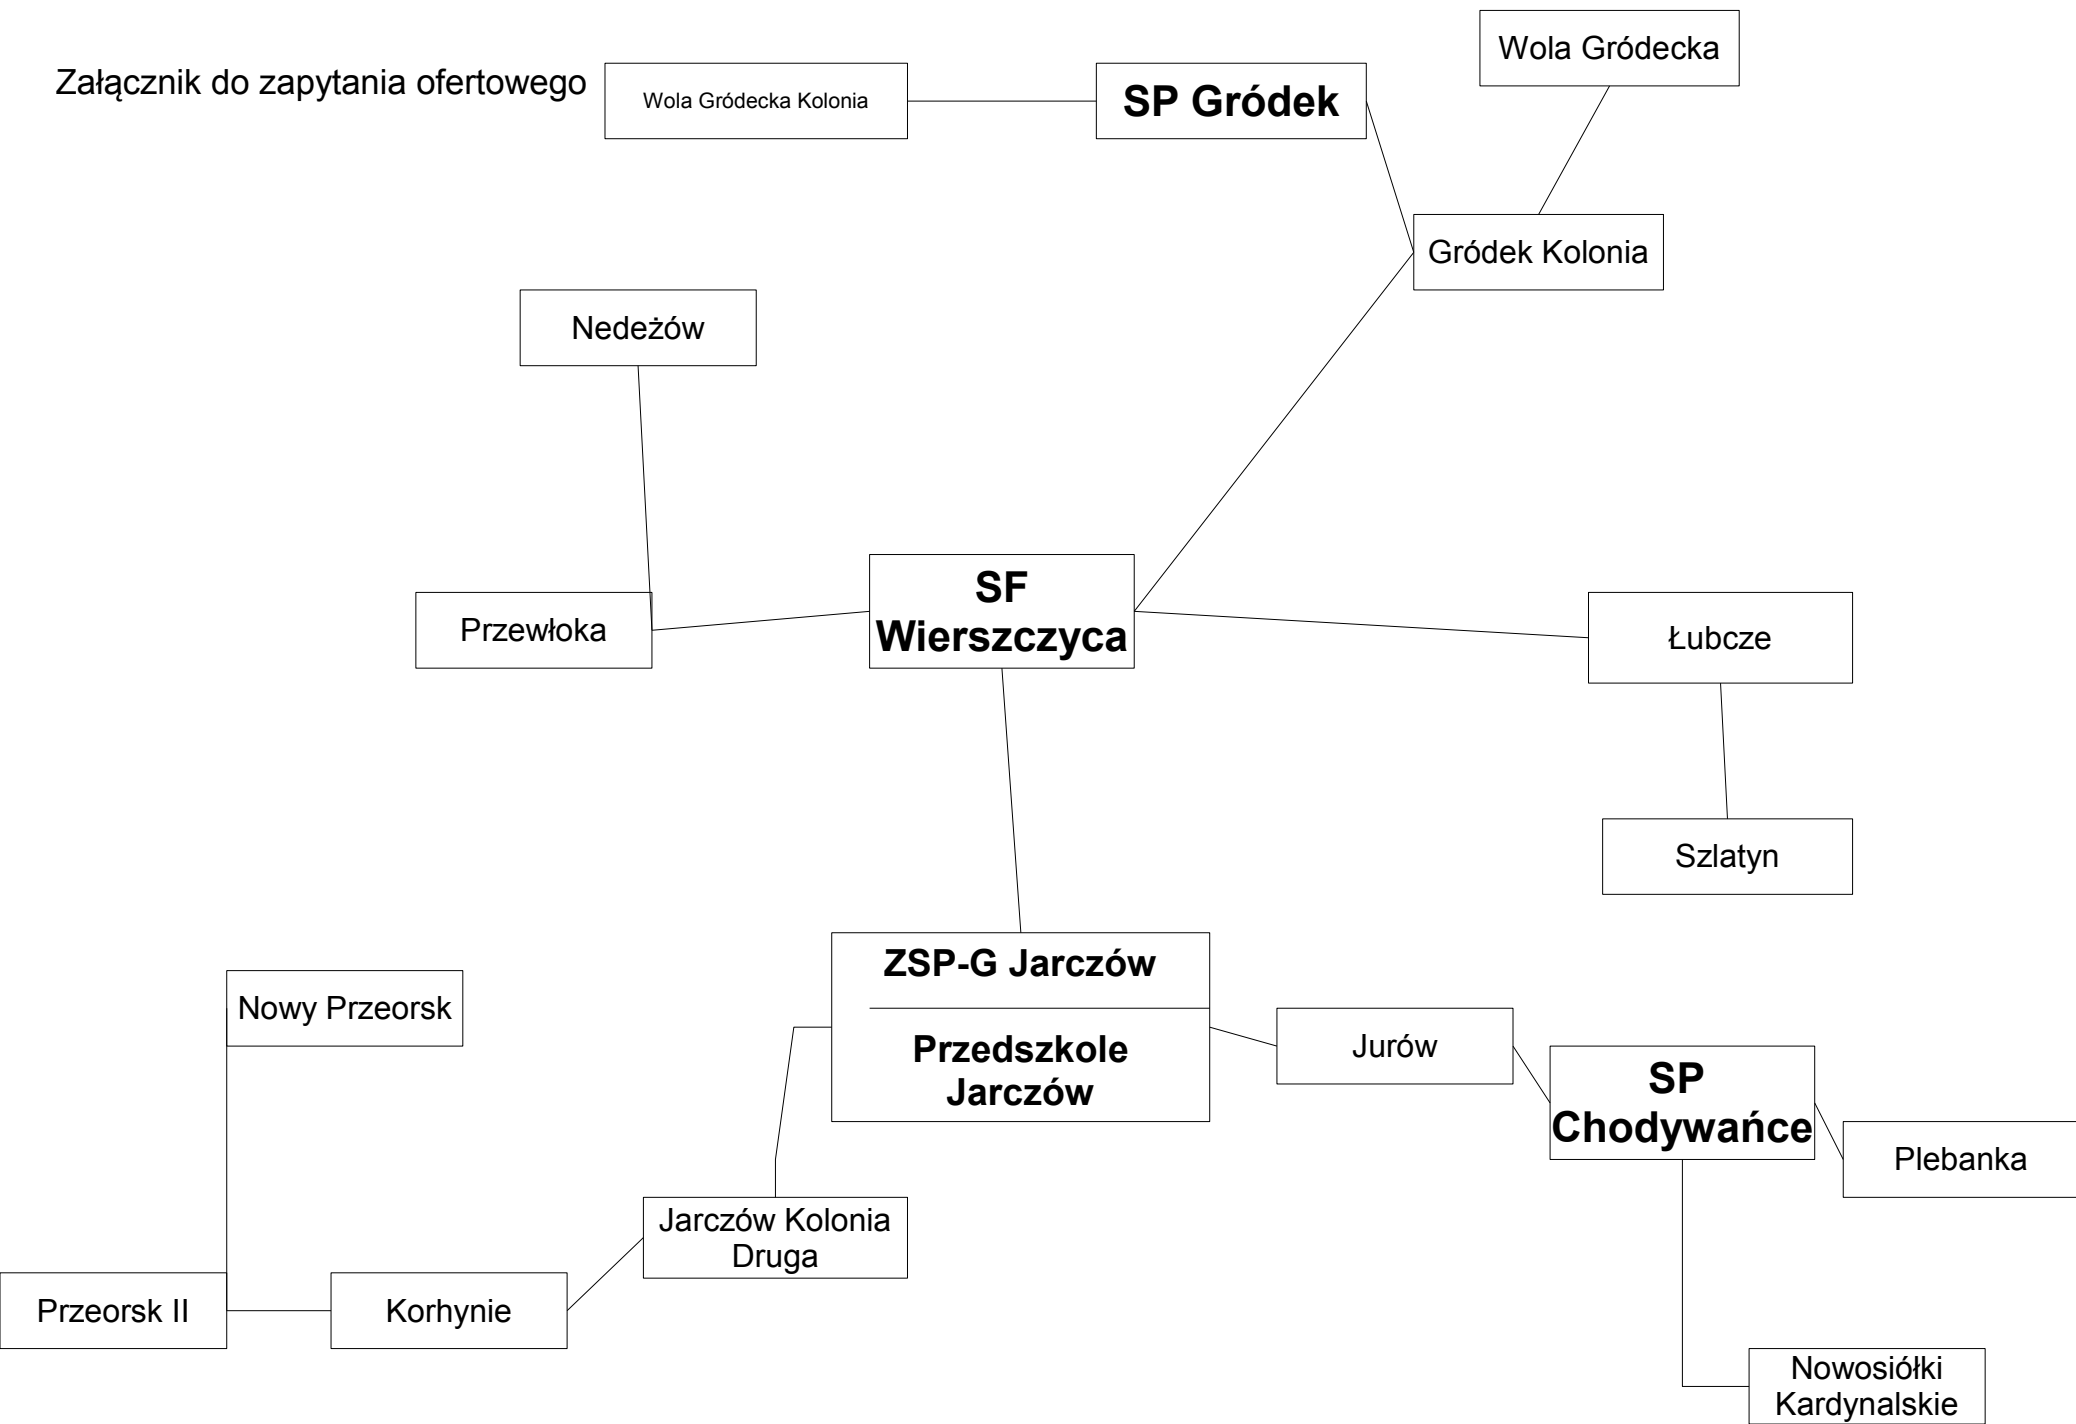 Wola Gródecka
Załącznik do zapytania ofertowego
Wola Gródecka Kolonia
SP Gródek
Gródek Kolonia
Nedeżów
SF
Wierszczyca
Przewłoka
Łubcze
Szlatyn
ZSP-G Jarczów
Przedszkole
Jarczów
Nowy Przeorsk
Jurów
SP
Chodywańce
Plebanka
Jarczów Kolonia
Druga
Przeorsk II
Korhynie
Nowosiółki
Kardynalskie